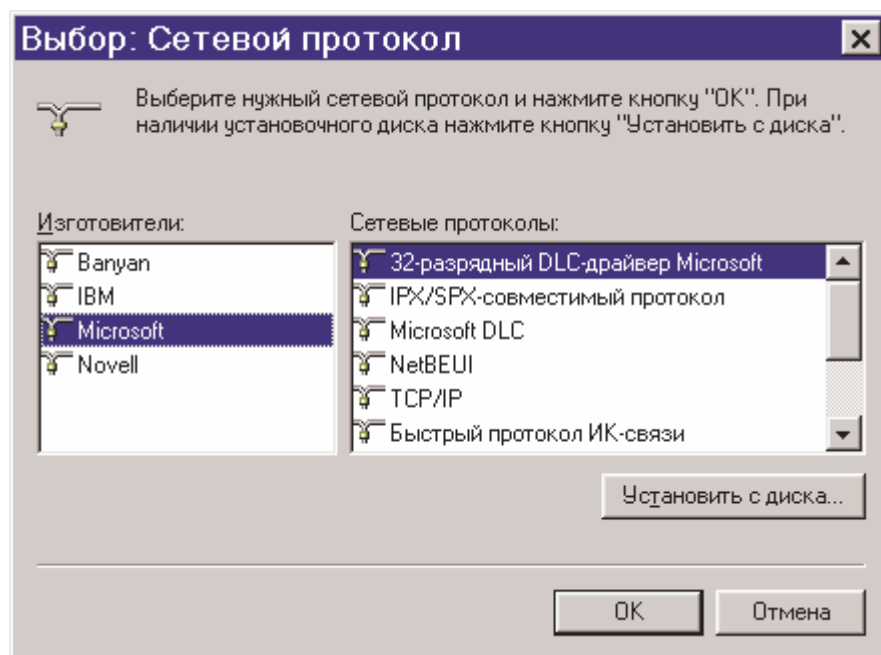 Выбор: Сетевой протокол
Выберите нужный сетевой протокол и нажмите кнопку "ОК". При
наличии установочного диска нажмите кнопку "Установить с диска".
Изготовители:
Banyan
IBM
Microsoft
Novell
Сетевые протоколы:
32-разрядный DLC-драйвер Microsoft
IPX/SPX-совместимый протокол
Microsoft DLC
NetBEUI
TCP/IP
Быстрый протокол ИК-связи
Установить с диска...
ОК
Отмена